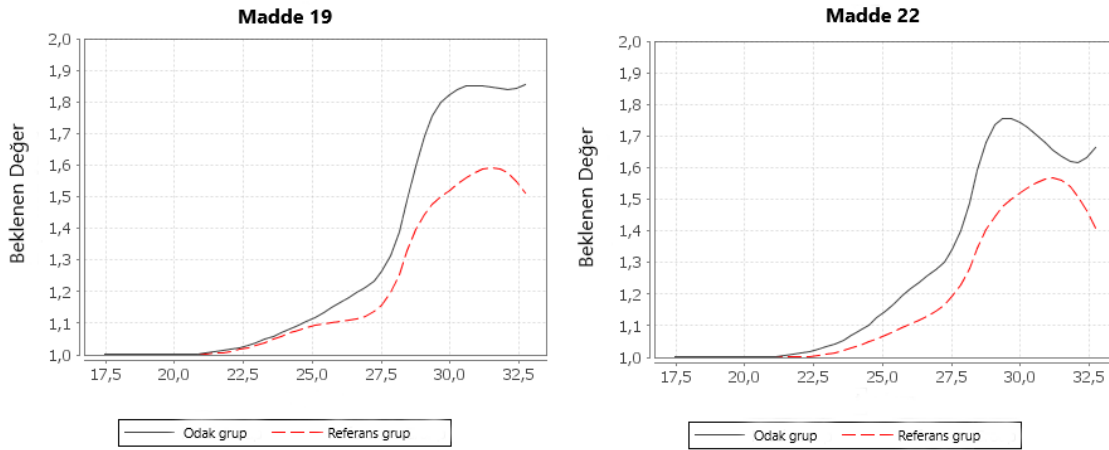 Madde 19
2,0
1,9
1,8
1,7
1,6
1,5
1,4
1,3
1,2
1,1
1,0
Beklenen Değer
17,5 20,0 22,5 25,0 27,5 30,0 32,5
Odak grup Referans grup
Madde 22
2,0
1,9
1,8
1,7
1,6
1,5
1,4
1,3
1,2
1,1
1,0
Beklenen Değer
17,5 20,0 22,5 25,0 27,5 30,0 32,5
Odak grup Referans grup